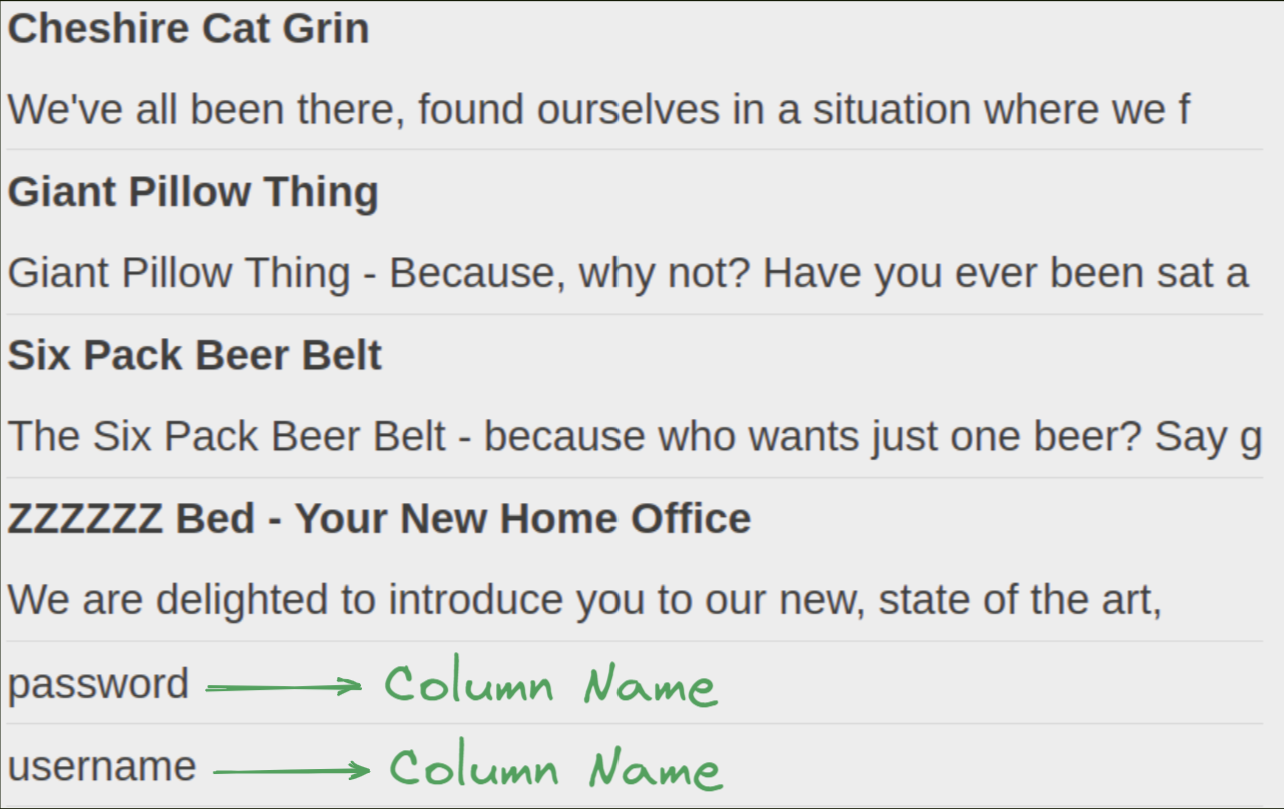 Cheshire Cat Grin
We've all been there, found ourselves in a situation where we f
Giant Pillow Thing
Giant Pillow Thing - Because, why not? Have you ever been sat a
Six Pack Beer Belt
The Six Pack Beer Belt - because who wants just one beer? Say g
ZZZZZZ Bed - Your New Home Office
We are delighted to introduce you to our new, state of the art,
password Column Name
username Column Name